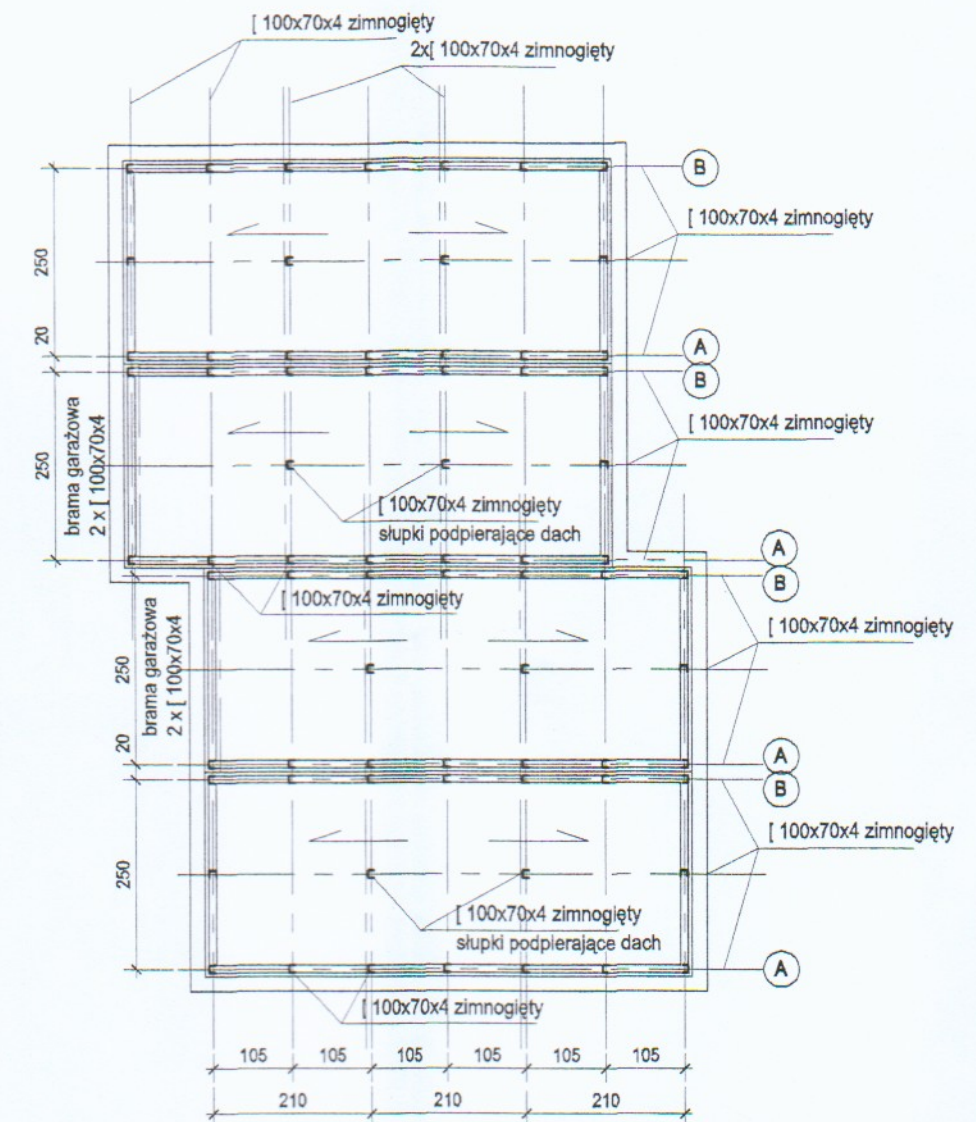 [ 100x70x4 zimnogięty
2x[ 100x70x4 zimnogięty
B
[ 100x70x4 zimnogięty
250
20
A
B
[ 100x70x4 zimnogięty
250
brama garażowa
2 x [ 100x70x4
[ 100x70x4 zimnogięty
słupki podpierające dach
A
B
[ 100x70x4 zimnogięty
[ 100x70x4 zimnogięty
250
20
brama garażowa
2 x [ 100x70x4
A
B
[ 100x70x4 zimnogięty
250
[ 100x70x4 zimnogięty
słupki podpierające dach
A
[ 100x70x4 zimnogięty
105 105 105 105 105 105
210 210 210